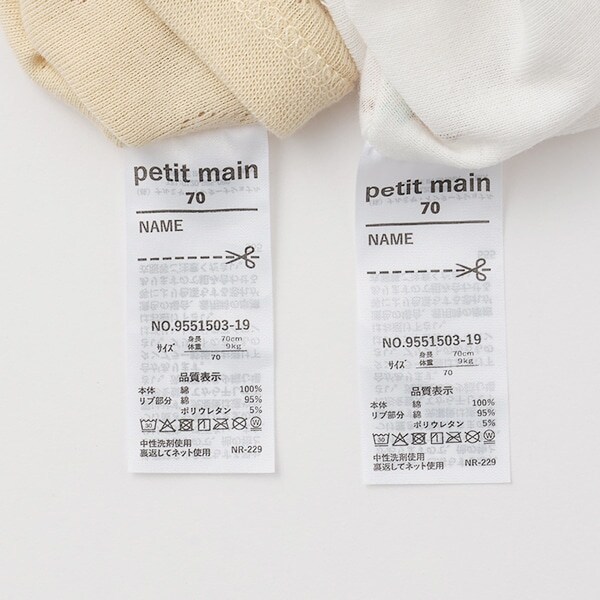 petit main
70
NAME
NO.9551503-19
サイズ 身長 70cm
体重 9kg
70
品質表示
本体 綿 100%
リブ部分 綿 95%
ポリウレタン 5%
中性洗剤使用
裏返してネット使用 NR-229
petit main
70
NAME
NO.9551503-19
サイズ 身長 70cm
体重 9kg
70
品質表示
本体 綿 100%
リブ部分 綿 95%
ポリウレタン 5%
中性洗剤使用
裏返してネット使用 NR-229